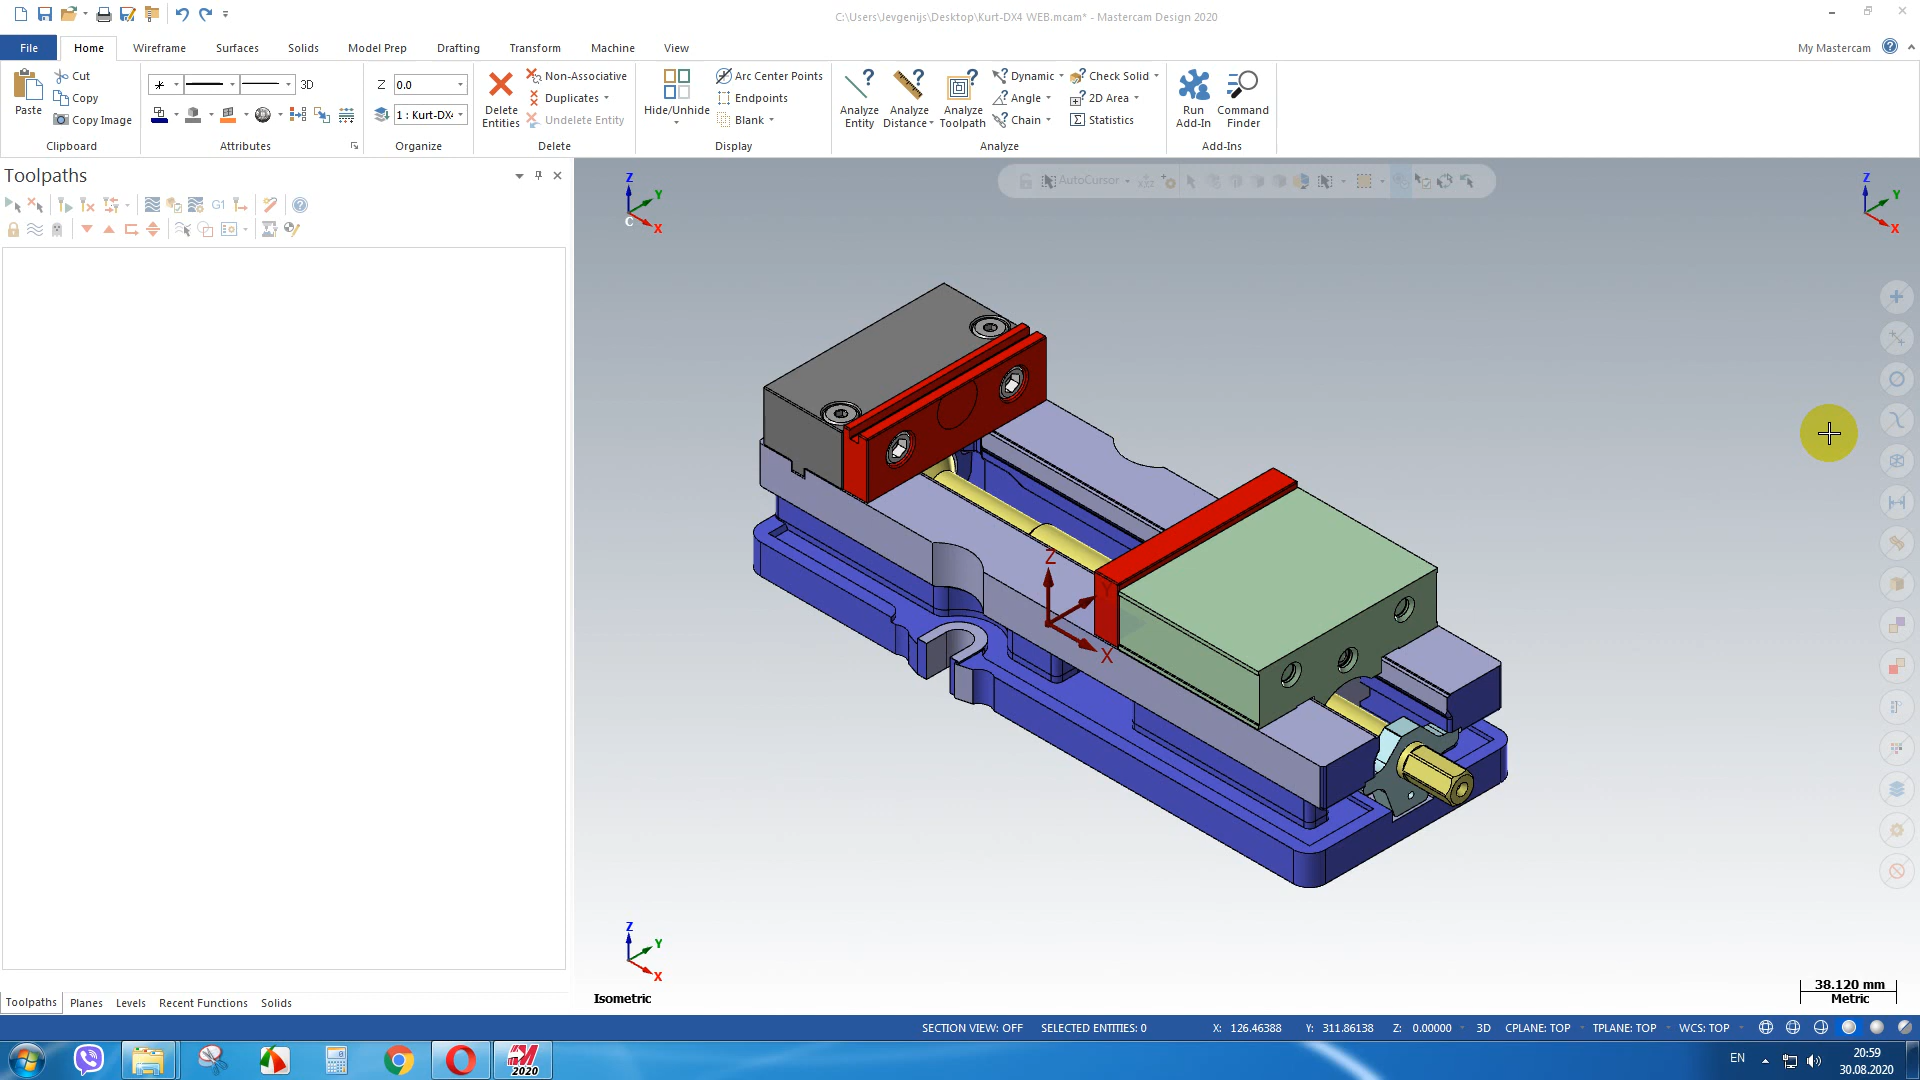 C:\Users\Jevgenijs\Desktop\Kurt-DX4 WEB.mcam* - Mastercam Design 2020
File
Home
Wireframe
Surfaces
Solids
Model Prep
Drafting
Transform
Machine
View
My Mastercam
Paste
Cut
Copy
Copy Image
Clipboard
3D
Attributes
Z
0.0
1 : Kurt-DX4
Organize
Delete
Entities
Non-Associative
Duplicates
Undelete Entity
Delete
Hide/Unhide
Arc Center Points
Endpoints
Blank
Display
Analyze
Entity
Analyze
Distance
Analyze
Toolpath
Dynamic
Angle
Chain
Check Solid
2D Area
Statistics
Analyze
Run
Add-In
Command
Finder
Add-Ins
Toolpaths
G1
AutoCursor
Z
Y
X
C
Z
Y
X
Z
Y
X
Z
Y
X
Isometric
38.120 mm
Metric
Toolpaths
Planes
Levels
Recent Functions
Solids
SECTION VIEW: OFF
SELECTED ENTITIES: 0
X: 126.46388
Y: 311.86138
Z: 0.00000
3D
CPLANE: TOP
TPLANE: TOP
WCS: TOP
2020
EN
20:59
30.08.2020